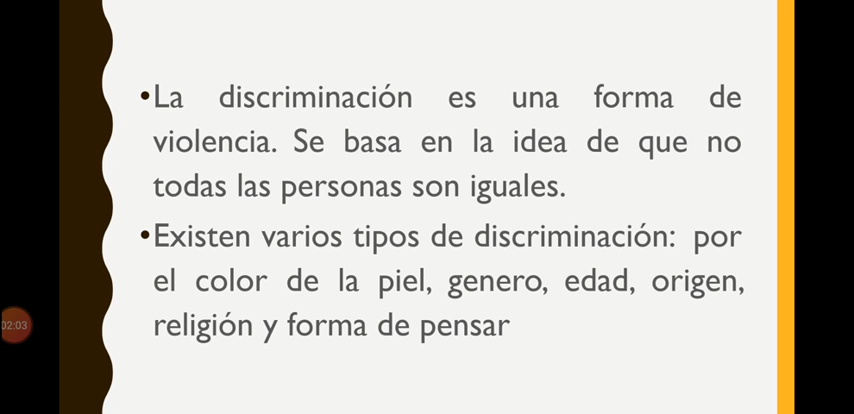 •La discriminación es una forma de
violencia. Se basa en la idea de que no
todas las personas son iguales.
•Existen varios tipos de discriminación: por
el color de la piel, genero, edad, origen,
religión y forma de pensar
02:03